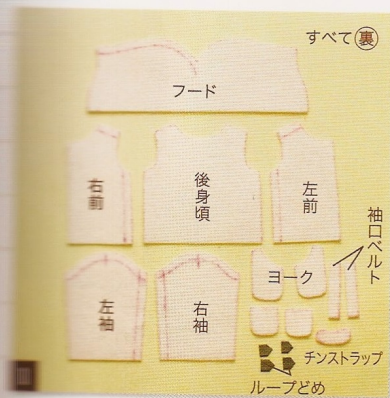 すべて裏
フード
右前
後身頃
左前
袖口ベルト
ヨーク
左袖
右袖
チンストラップ
ループどめ